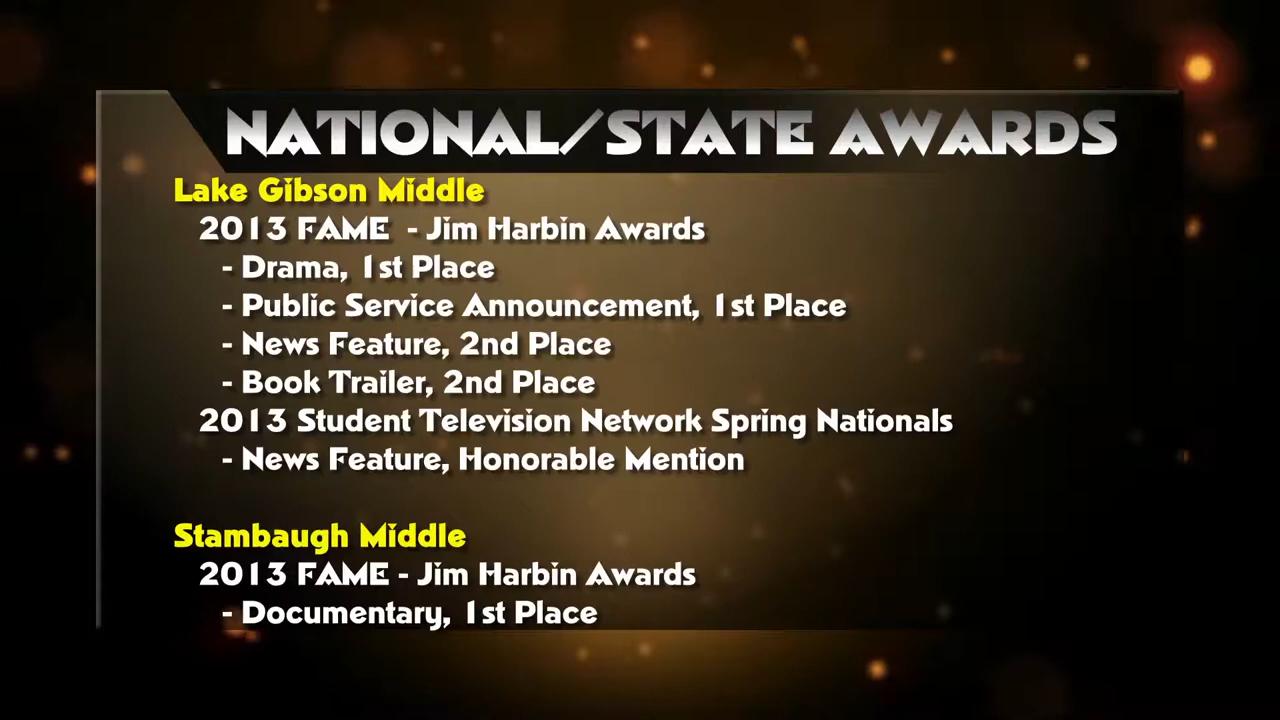 NATIONAL/STATE AWARDS
Lake Gibson Middle
2013 FAME - Jim Harbin Awards
- Drama, 1st Place
- Public Service Announcement, 1st Place
- News Feature, 2nd Place
- Book Trailer, 2nd Place
2013 Student Television Network Spring Nationals
- News Feature, Honorable Mention
Stambaugh Middle
2013 FAME - Jim Harbin Awards
- Documentary, 1st Place